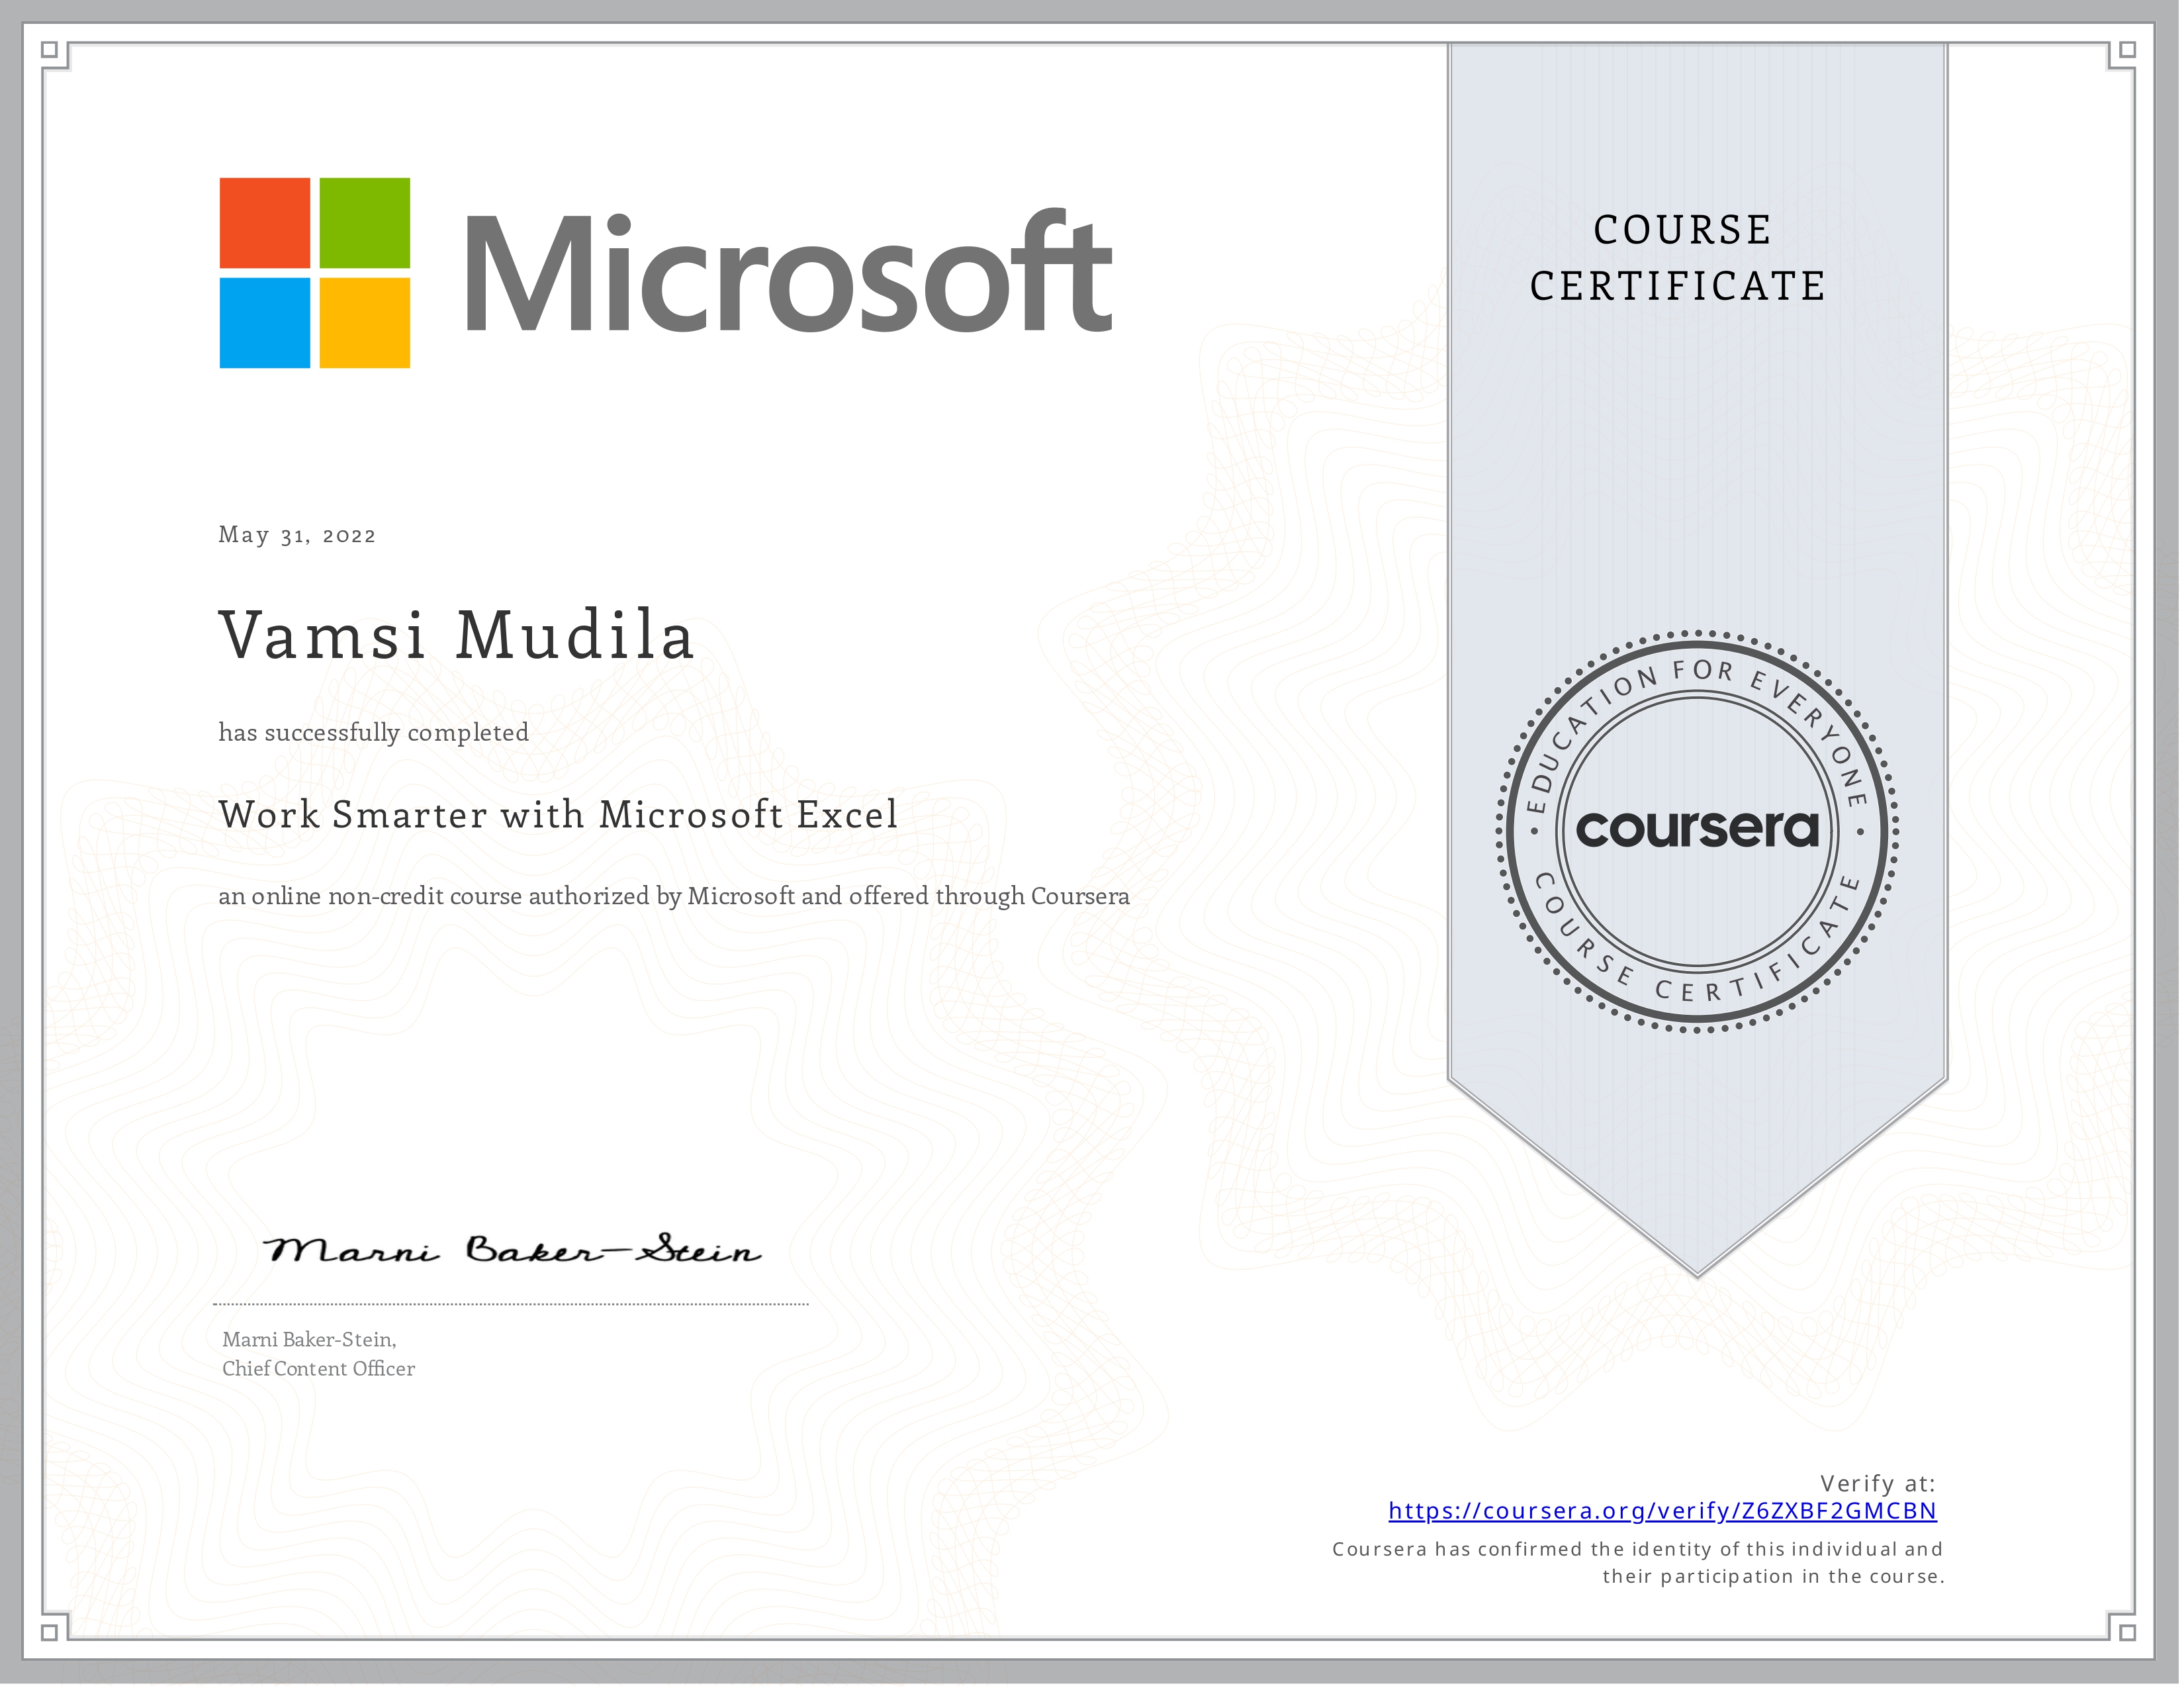 Microsoft
COURSE
CERTIFICATE
May 31, 2022
Vamsi Mudila
has successfully completed
Work Smarter with Microsoft Excel
an online non-credit course authorized by Microsoft and offered through Coursera
EDUCATION FOR EVERYONE
coursera
COURSE CERTIFICATE
Marni Baker-Stein
Marni Baker-Stein,
Chief Content Officer
Verify at:
https://coursera.org/verify/Z6ZXBF2GMCBN
Coursera has confirmed the identity of this individual and
their participation in the course.